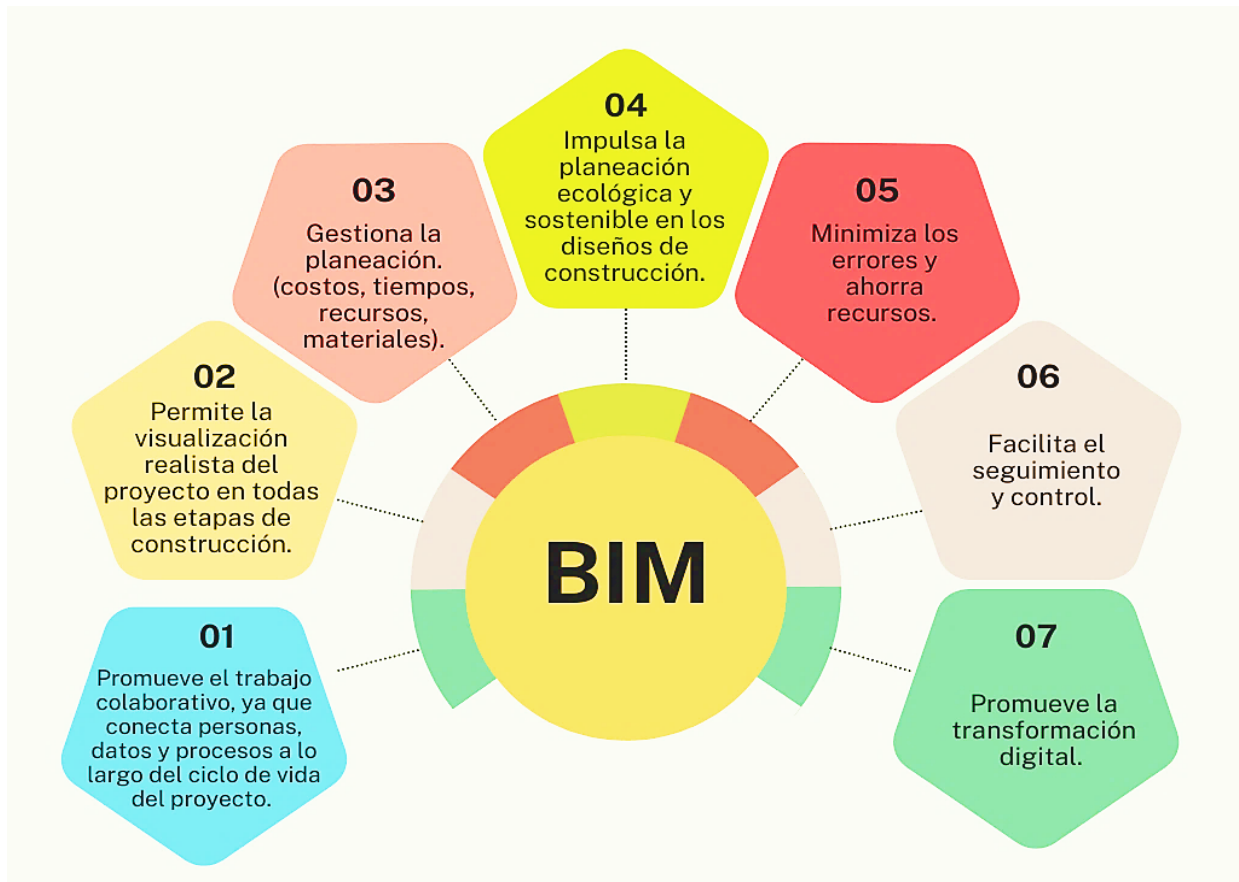 04
Impulsa la
planeación
ecológica y
sostenible en los
diseños de
construcción.
03
Gestiona la
planeación.
(costos, tiempos,
recursos,
materiales).
05
Minimiza los
errores y
ahorra
recursos.
02
Permite la
visualización
realista del
proyecto en todas
las etapas de
construcción.
06
Facilita el
seguimiento
y control.
BIM
01
Promueve el trabajo
colaborativo, ya que
conecta personas,
datos y procesos a lo
largo del ciclo de vida
del proyecto.
07
Promueve la
transformación
digital.